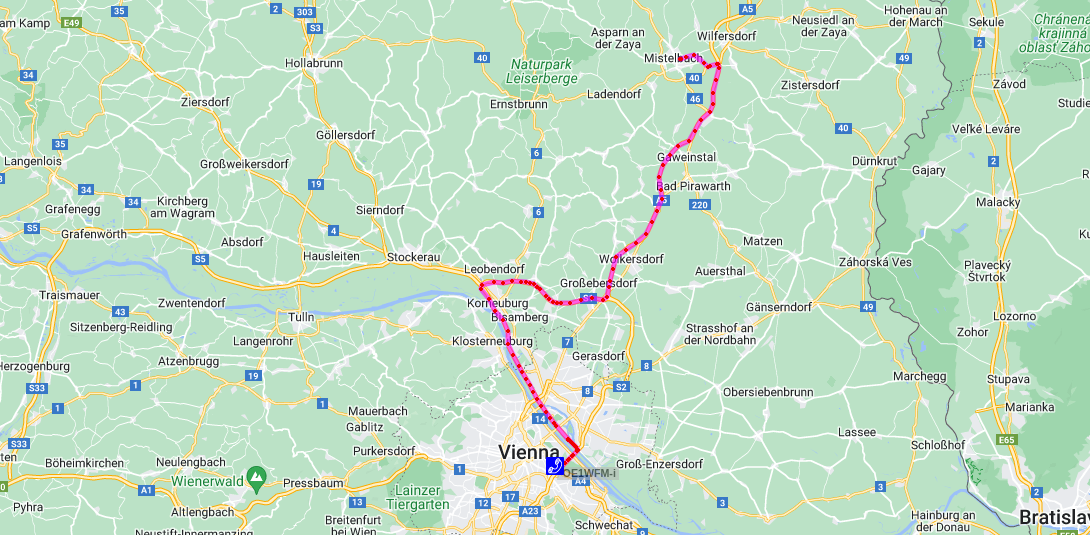 35
am Kamp
E49
2
303
S3
Hollabrunn
34
Ziersdorf
35
Göllersdorf
Langenlois
Großweikersdorf
34
34
19
Kirchberg
am Wagram
Grafenegg
Sierndorf
S5
Grafenwörth
Absdorf
4
Hausleiten
Stockerau
S5
Traismauer
Zwentendorf
43
Sitzenberg-Reidling
Tulln
Langenrohr
Herzogenburg
Atzenbrugg
19
S33
1
1
1
Mauerbach
Gablitz
S33
Purkersdorf
Böheimkirchen
Neulengbach
Wienerwald
Pressbaum
A1
Altlengbach
13
Pyhra
Neustift-Innermanzing
Breitenfurt
bei Wien
Lainzer
Tiergarten
1
12
17
A23
Asparn an
der Zaya
Wilfersdorf
A5
Mistelbach
40
Naturpark
Leiserberge
40
46
Ladendorf
Ernstbrunn
6
Gaweinstal
Bad Pirawarth
A5
220
6
Wolkersdorf
Matzen
Leobendorf
Großebersdorf
Auersthal
Korneuburg
Bisamberg
Klosterneuburg
7
Gerasdorf
Strasshof an
der Nordbahn
8
8
S2
14
Vienna
OE1WFM-i
Groß-Enzersdorf
A4
Schwechat
9
3
3
Neusiedl an
der Zaya
Hohenau an
der March
Sekule
2
Chránená
krajinná
oblast Záho
49
Zistersdorf
Závod
Studie
40
Veľké Leváre
Dürnkrut
2
Gajary
Malacky
Záhorská Ves
Plavecký
Štvrtok
Gänserndorf
49
Lozorno
Zohor
Marchegg
Stupava
Obersiebenbrunn
Marianka
Lassee
E65
Schloßhof
2
Hainburg an
der Donau
Bratislav